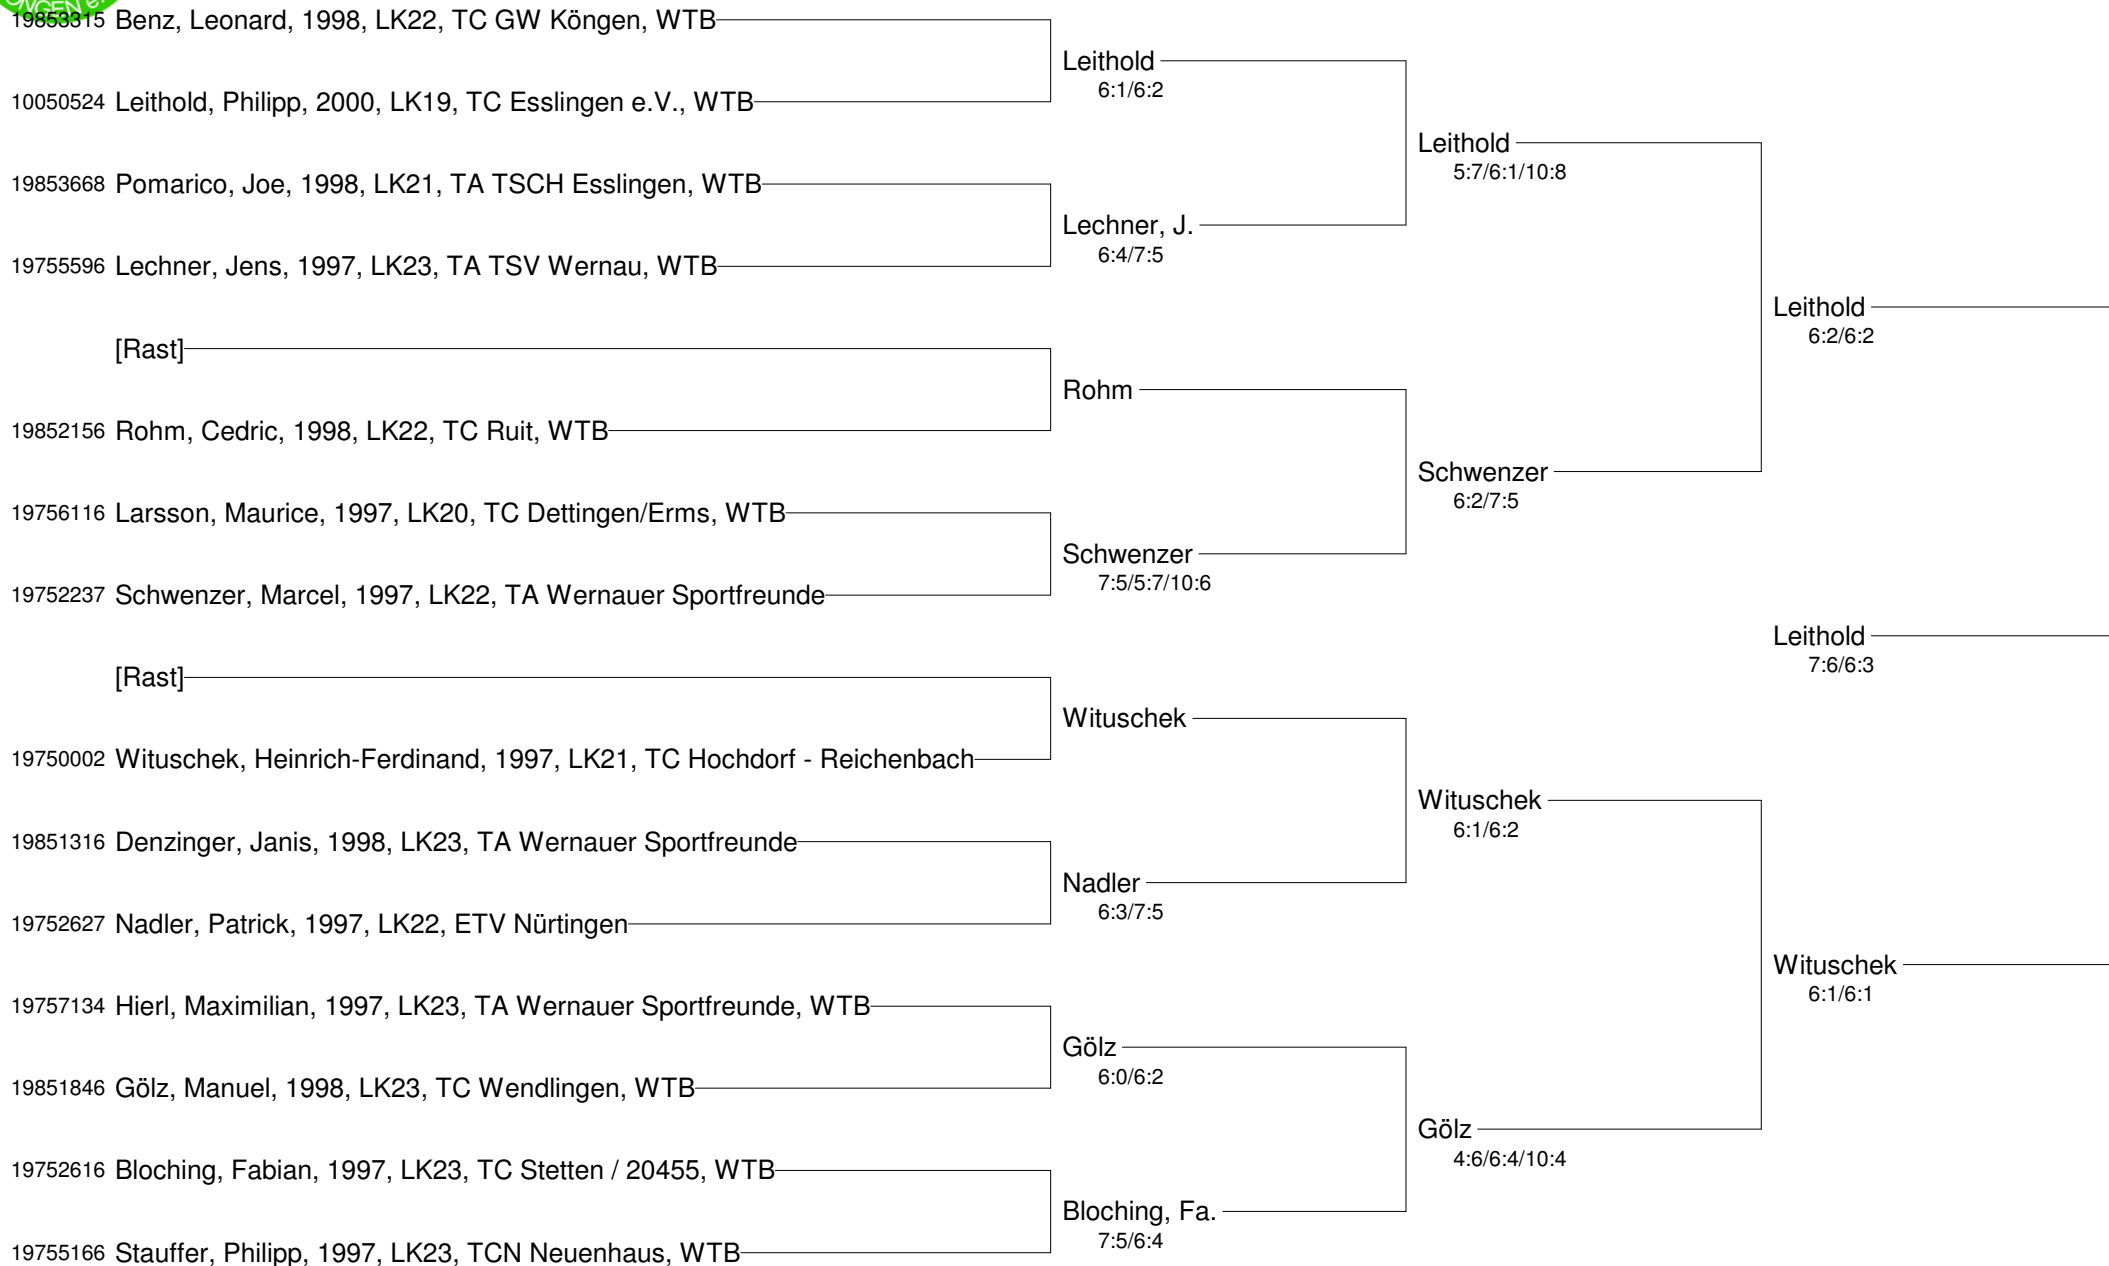 19853315 Benz, Leonard, 1998, LK22, TC GW Köngen, WTB
Leithold
6:1/6:2
10050524 Leithold, Philipp, 2000, LK19, TC Esslingen e.V., WTB
Leithold
5:7/6:1/10:8
19853668 Pomarico, Joe, 1998, LK21, TA TSCH Esslingen, WTB
Lechner, J.
6:4/7:5
19755596 Lechner, Jens, 1997, LK23, TA TSV Wernau, WTB
Leithold
6:2/6:2
[Rast]
Rohm
19852156 Rohm, Cedric, 1998, LK22, TC Ruit, WTB
Schwenzer
6:2/7:5
19756116 Larsson, Maurice, 1997, LK20, TC Dettingen/Erms, WTB
Schwenzer
7:5/5:7/10:6
19752237 Schwenzer, Marcel, 1997, LK22, TA Wernauer Sportfreunde
Leithold
7:6/6:3
[Rast]
Wituschek
19750002 Wituschek, Heinrich-Ferdinand, 1997, LK21, TC Hochdorf - Reichenbach
Wituschek
6:1/6:2
19851316 Denzinger, Janis, 1998, LK23, TA Wernauer Sportfreunde
Nadler
6:3/7:5
19752627 Nadler, Patrick, 1997, LK22, ETV Nürtingen
Wituschek
6:1/6:1
19757134 Hierl, Maximilian, 1997, LK23, TA Wernauer Sportfreunde, WTB
Gölz
6:0/6:2
19851846 Gölz, Manuel, 1998, LK23, TC Wendlingen, WTB
Gölz
4:6/6:4/10:4
19752616 Bloching, Fabian, 1997, LK23, TC Stetten / 20455, WTB
Bloching, Fa.
7:5/6:4
19755166 Stauffer, Philipp, 1997, LK23, TCN Neuenhaus, WTB